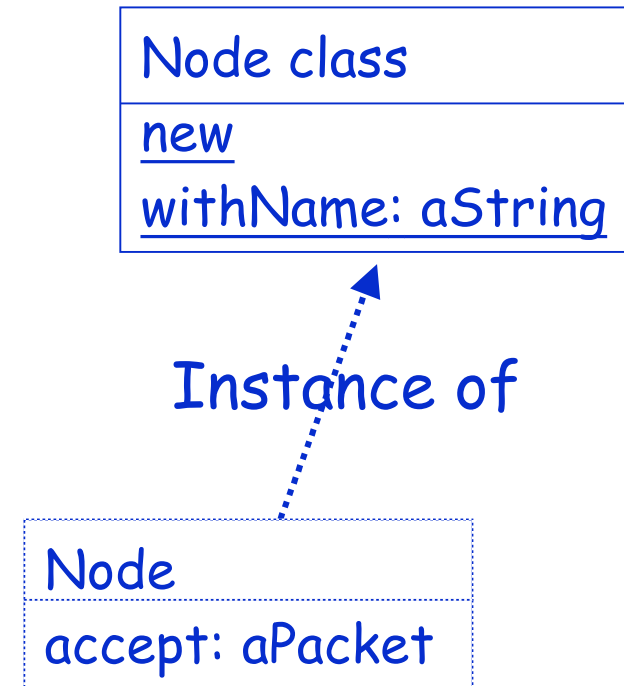 Node class
new
withName: aString
Instance of
Node
accept: aPacket